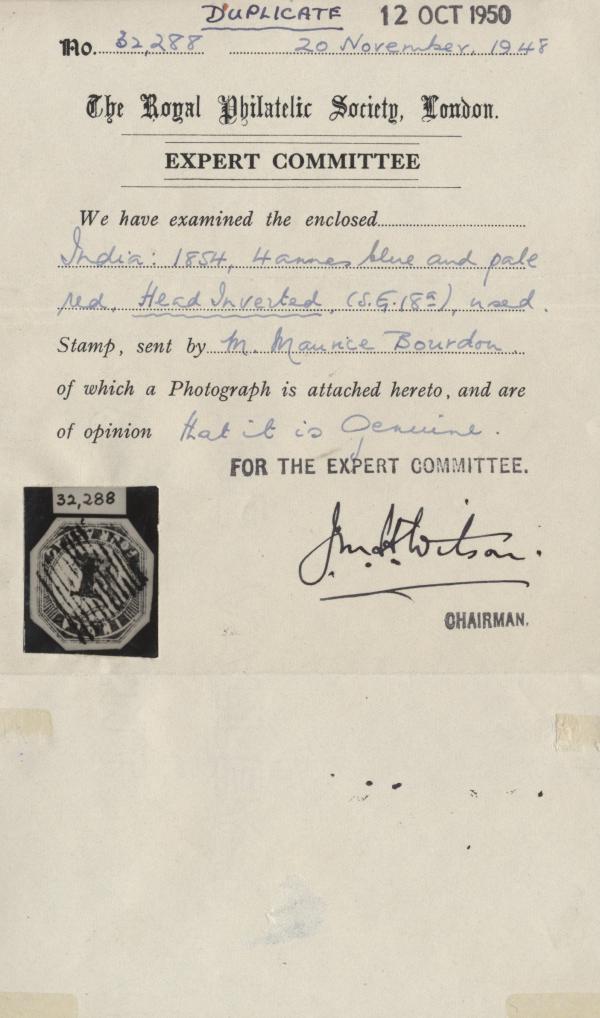 DUPLICATE 12 OCT 1950
No. 32,288 20 November, 1948
The Royal Philatelic Society, London.
EXPERT COMMITTEE
We have examined the enclosed
India: 1854, 4 annas blue and pale
red, Head Inverted, (S.G. 18a), used.
Stamp, sent by M. Maurice Bourdon.
of which a Photograph is attached hereto, and are
of opinion that it is Genuine.
FOR THE EXPERT COMMITTEE.
32,288
CHAIRMAN.